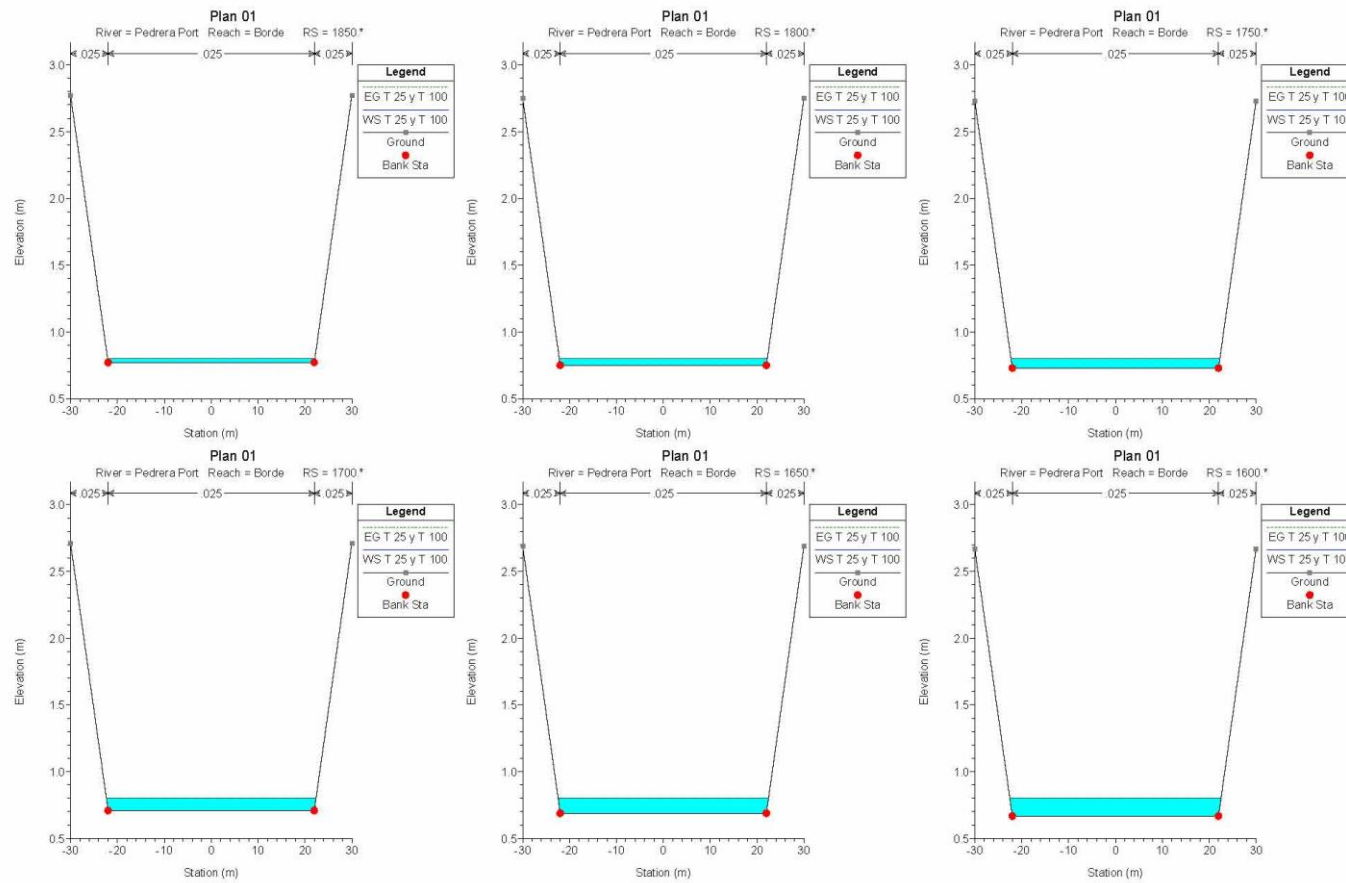 Plan 01
River = Pedrera Port Reach = Borde RS = 1850.*
.025 .025 .025
Legend
EG T 25 y T 100
WS T 25 y T 100
Ground
Bank Sta
3.0
2.5
2.0
1.5
1.0
0.5
Elevation (m)
-30 -20 -10 0 10 20 30
Station (m)
Plan 01
River = Pedrera Port Reach = Borde RS = 1800.*
.025 .025 .025
Legend
EG T 25 y T 100
WS T 25 y T 100
Ground
Bank Sta
3.0
2.5
2.0
1.5
1.0
0.5
Elevation (m)
-30 -20 -10 0 10 20 30
Station (m)
Plan 01
River = Pedrera Port Reach = Borde RS = 1750.*
.025 .025 .025
Legend
EG T 25 y T 100
WS T 25 y T 100
Ground
Bank Sta
3.0
2.5
2.0
1.5
1.0
0.5
Elevation (m)
-30 -20 -10 0 10 20 30
Station (m)
Plan 01
River = Pedrera Port Reach = Borde RS = 1700.*
.025 .025 .025
Legend
EG T 25 y T 100
WS T 25 y T 100
Ground
Bank Sta
3.0
2.5
2.0
1.5
1.0
0.5
Elevation (m)
-30 -20 -10 0 10 20 30
Station (m)
Plan 01
River = Pedrera Port Reach = Borde RS = 1650.*
.025 .025 .025
Legend
EG T 25 y T 100
WS T 25 y T 100
Ground
Bank Sta
3.0
2.5
2.0
1.5
1.0
0.5
Elevation (m)
-30 -20 -10 0 10 20 30
Station (m)
Plan 01
River = Pedrera Port Reach = Borde RS = 1600.*
.025 .025 .025
Legend
EG T 25 y T 100
WS T 25 y T 100
Ground
Bank Sta
3.0
2.5
2.0
1.5
1.0
0.5
Elevation (m)
-30 -20 -10 0 10 20 30
Station (m)